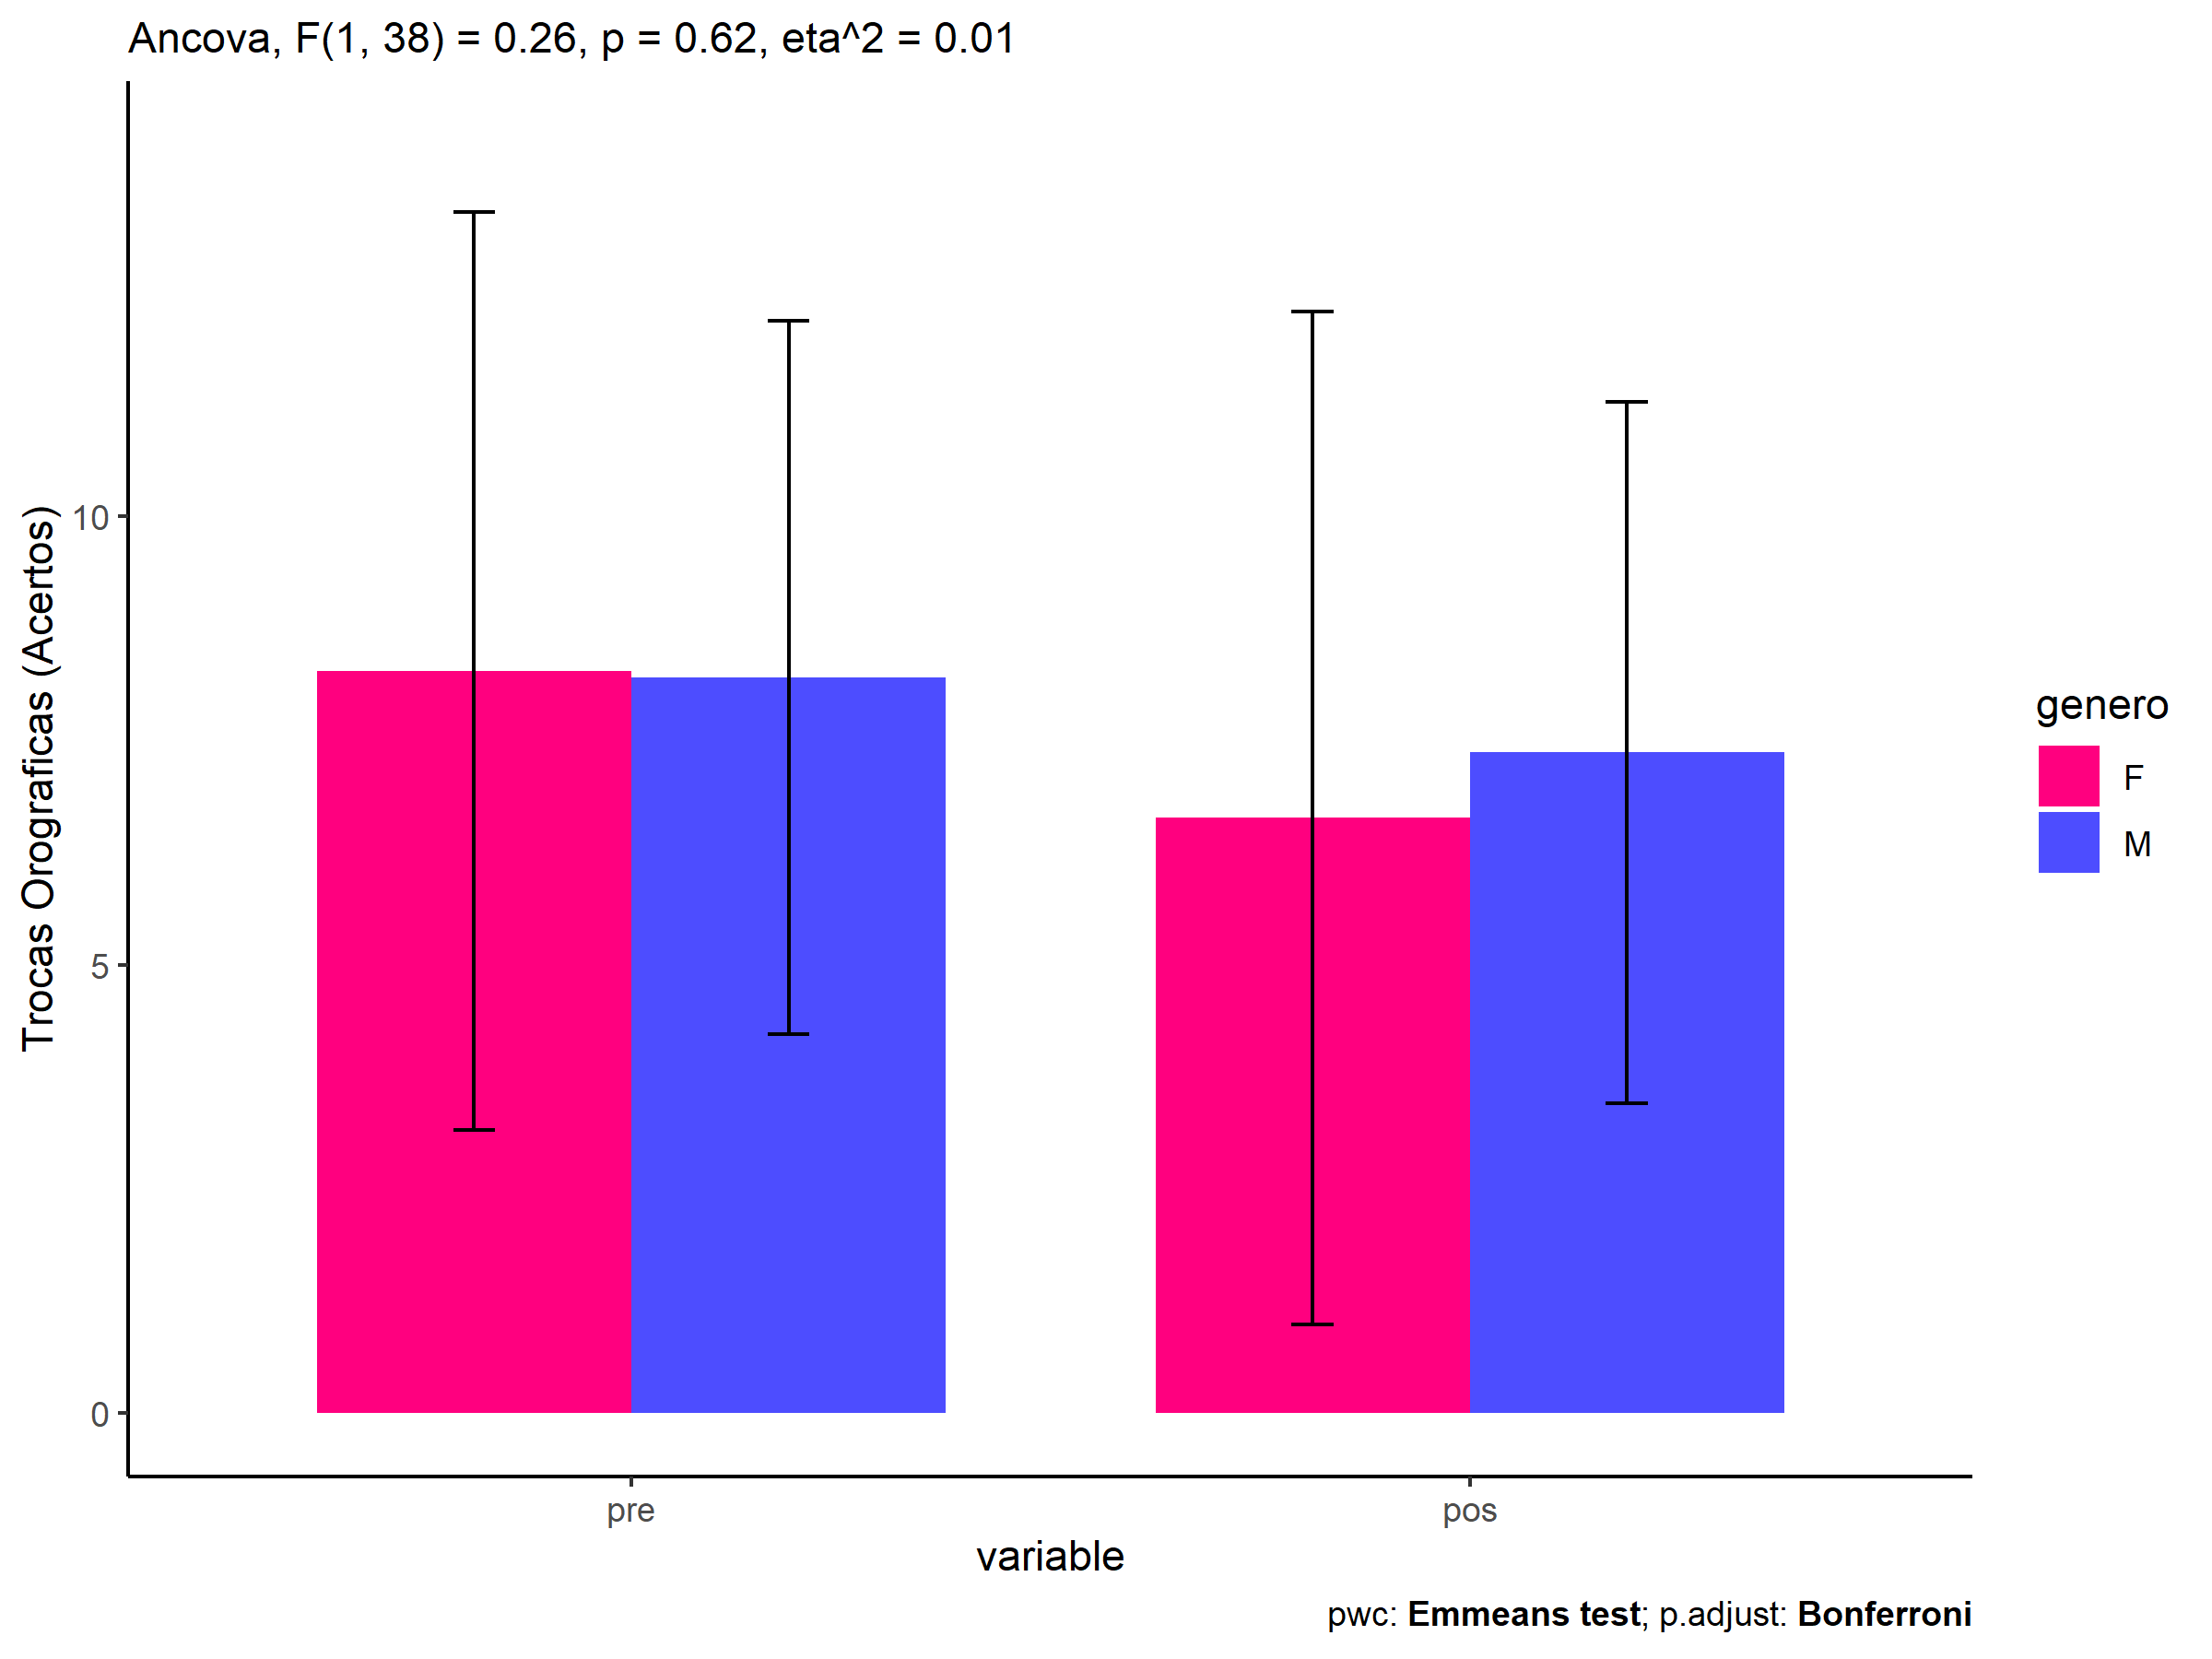 Ancova, F(1, 38) = 0.26, p = 0.62, eta^2 = 0.01
Trocas Orograficas (Acertos)
10
5
0
pre
pos
variable
genero
F
M
pwc: Emmeans test; p.adjust: Bonferroni